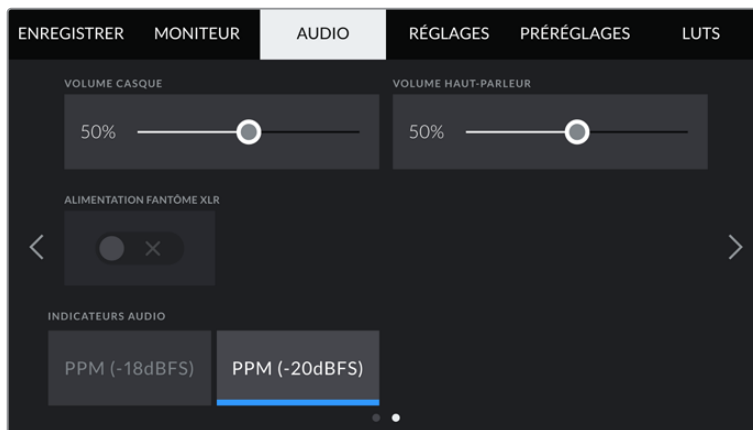 ENREGISTRER MONITEUR AUDIO RÉGLAGES PRÉRÉGLAGES LUTS
VOLUME CASQUE VOLUME HAUT-PARLEUR
50% 50%
ALIMENTATION FANTÔME XLR
INDICATEURS AUDIO
PPM (-18dBFS) PPM (-20dBFS)